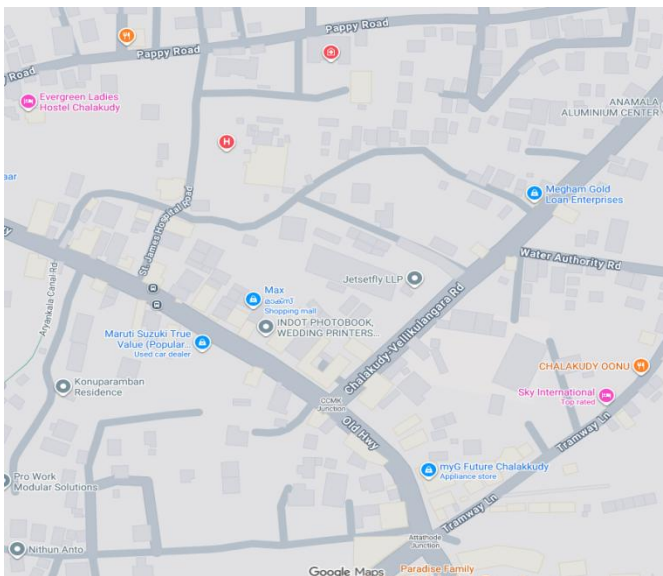 Pappy Road
Pappy Road
y Road
Evergreen Ladies
Hostel Chalakudy
H
ANAMALA
ALUMINIUM CENTER
aar
Megham Gold
Loan Enterprises
St. James Hospital Road
y
Water Authority Rd
Aryankala Canal Rd
Jetsetfly LLP
Max
Shopping mall
Chalakudy-Vellikulangara Rd
INDOT PHOTOBOOK,
WEDDING PRINTERS...
Maruti Suzuki True
Value (Popular...
Used car dealer
CHALAKUDY OONU
Konuparamban
Residence
Sky International
Top rated
CCMK
Junction
Old Hwy
Tramway Ln
myG Future Chalakkudy
Appliance store
Pro Work
Modular Solutions
Tramway Ln
Attathode
Junction
Nithun Anto
Google Maps
Paradise Family